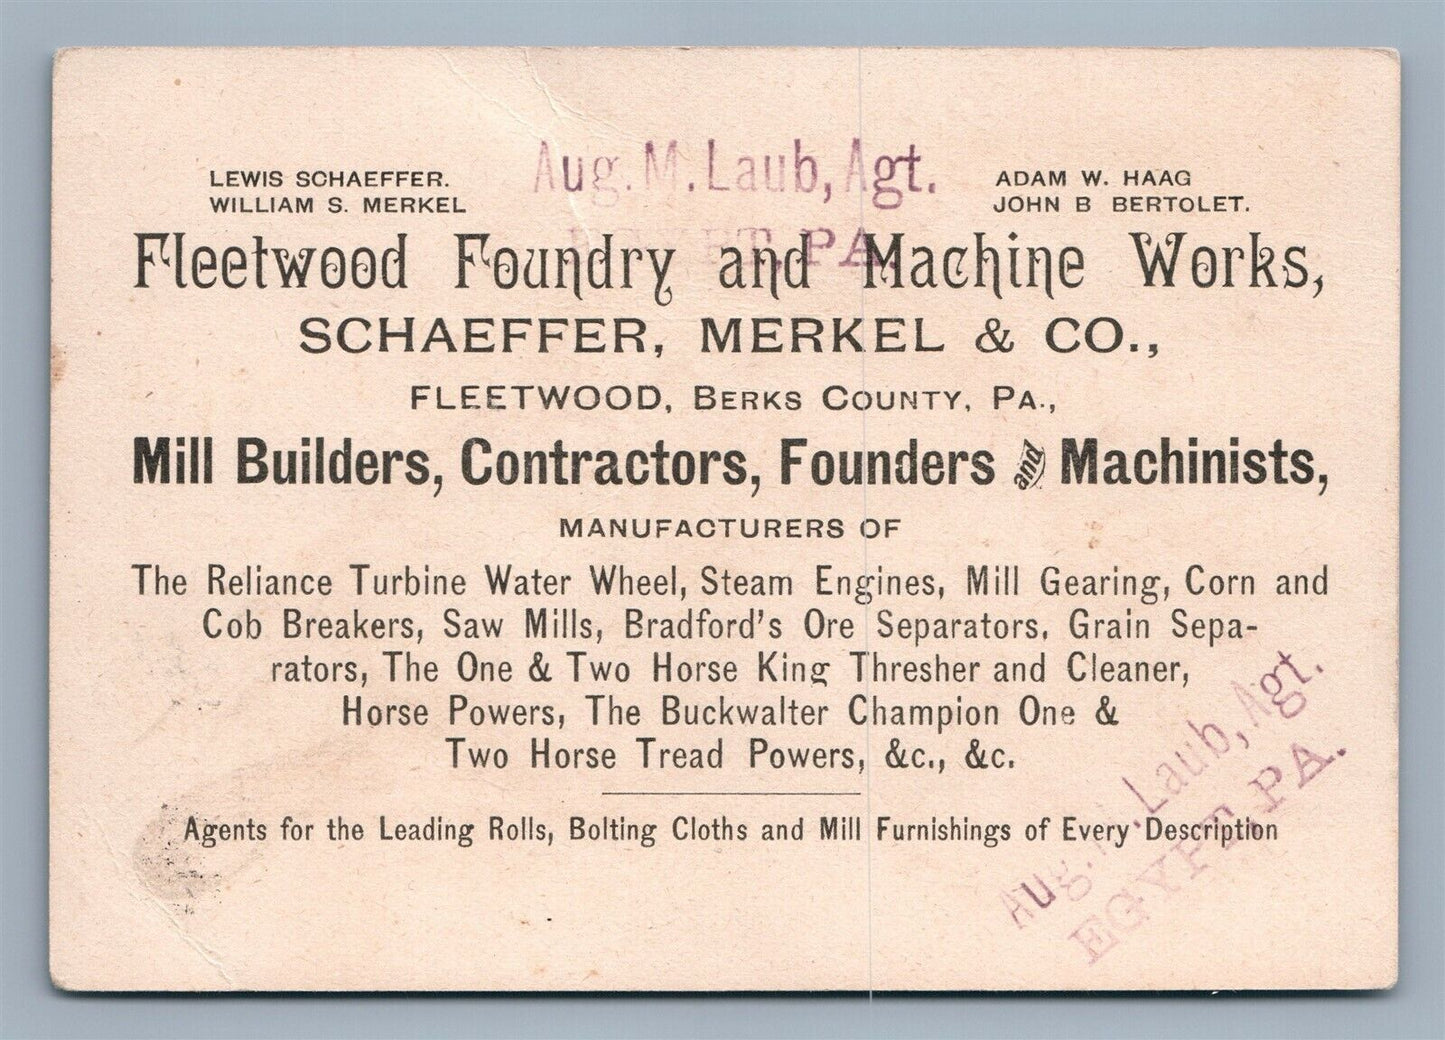 Aug. M. Laub, Agt.
EGYPT, PA.
LEWIS SCHAEFFER.
WILLIAM S. MERKEL
ADAM W. HAAG
JOHN B BERTOLET.
Fleetwood Foundry and Machine Works,
SCHAEFFER, MERKEL & CO.,
FLEETWOOD, BERKS COUNTY, PA.,
Mill Builders, Contractors, Founders and Machinists,
MANUFACTURERS OF
The Reliance Turbine Water Wheel, Steam Engines, Mill Gearing, Corn and
Cob Breakers, Saw Mills, Bradford's Ore Separators. Grain Sepa-
rators, The One & Two Horse King Thresher and Cleaner,
Horse Powers, The Buckwalter Champion One &
Two Horse Tread Powers, &c., &c.
Agents for the Leading Rolls, Bolting Cloths and Mill Furnishings of Every Description
Aug. M. Laub, Agt.
EGYPT, PA.